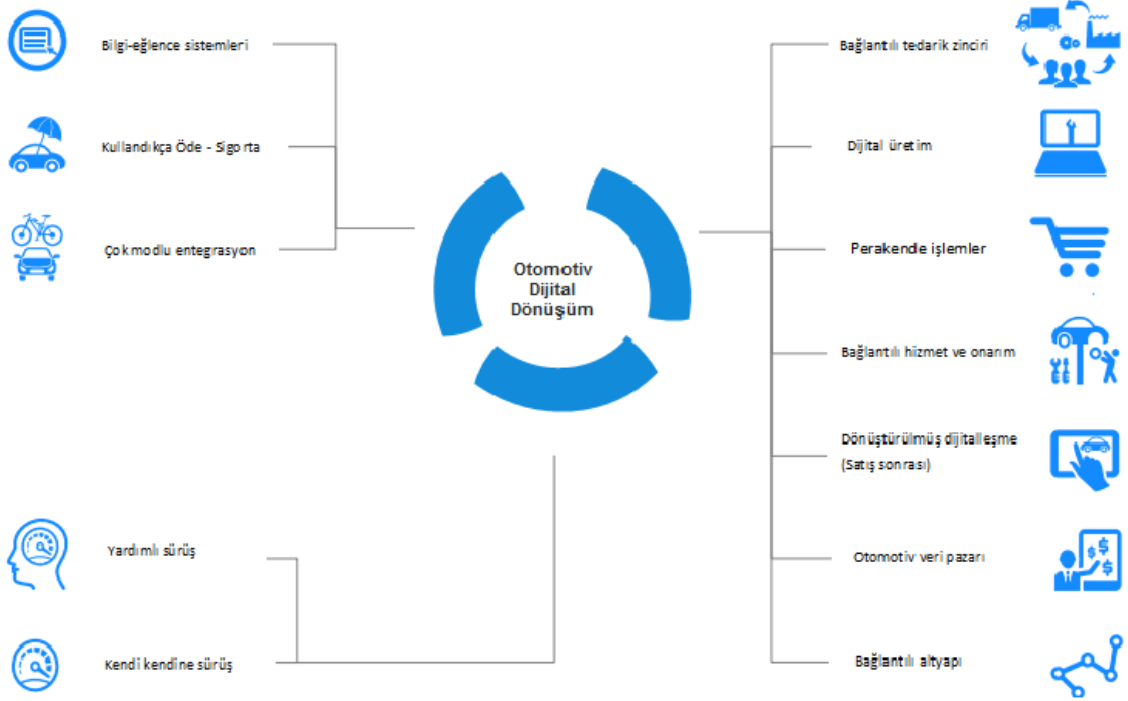 Bilgi-eğlence sistemleri
Kullandıkça Öde - Sigorta
Çok modlu entegrasyon
Otomotiv
Dijital
Dönüşüm
Yardımlı sürüş
Kendi kendine sürüş
Bağlantılı tedarik zinciri
Dijital üretim
Perakende işlemler
Bağlantılı hizmet ve onarım
Dönüştürülmüş dijitalleşme
(Satış sonrası)
Otomotiv veri pazarı
Bağlantılı altyapı